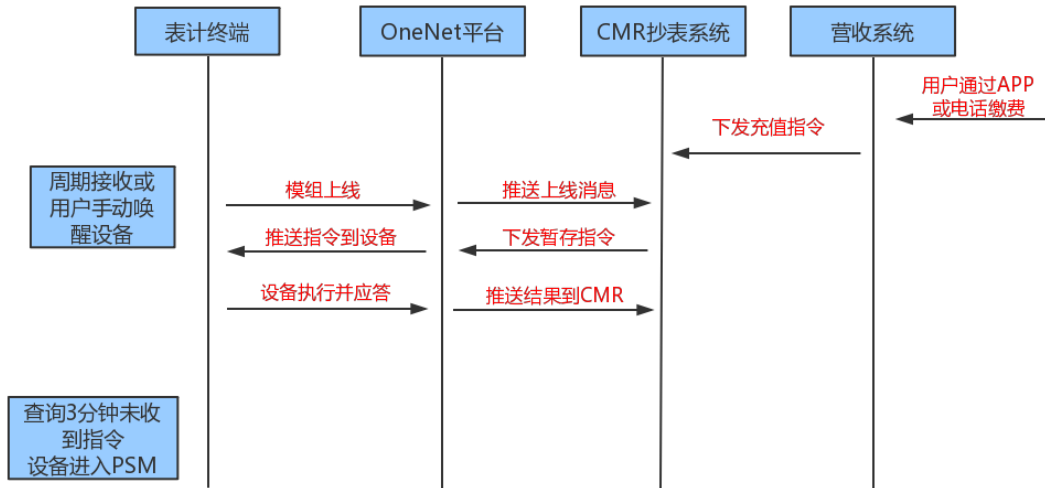 表计终端
OneNet平台
CMR抄表系统
营收系统
用户通过APP
或电话缴费
下发充值指令
周期接收或
用户手动唤
醒设备
模组上线
推送上线消息
推送指令到设备
下发暂存指令
设备执行并应答
推送结果到CMR
查询3分钟未收
到指令
设备进入PSM